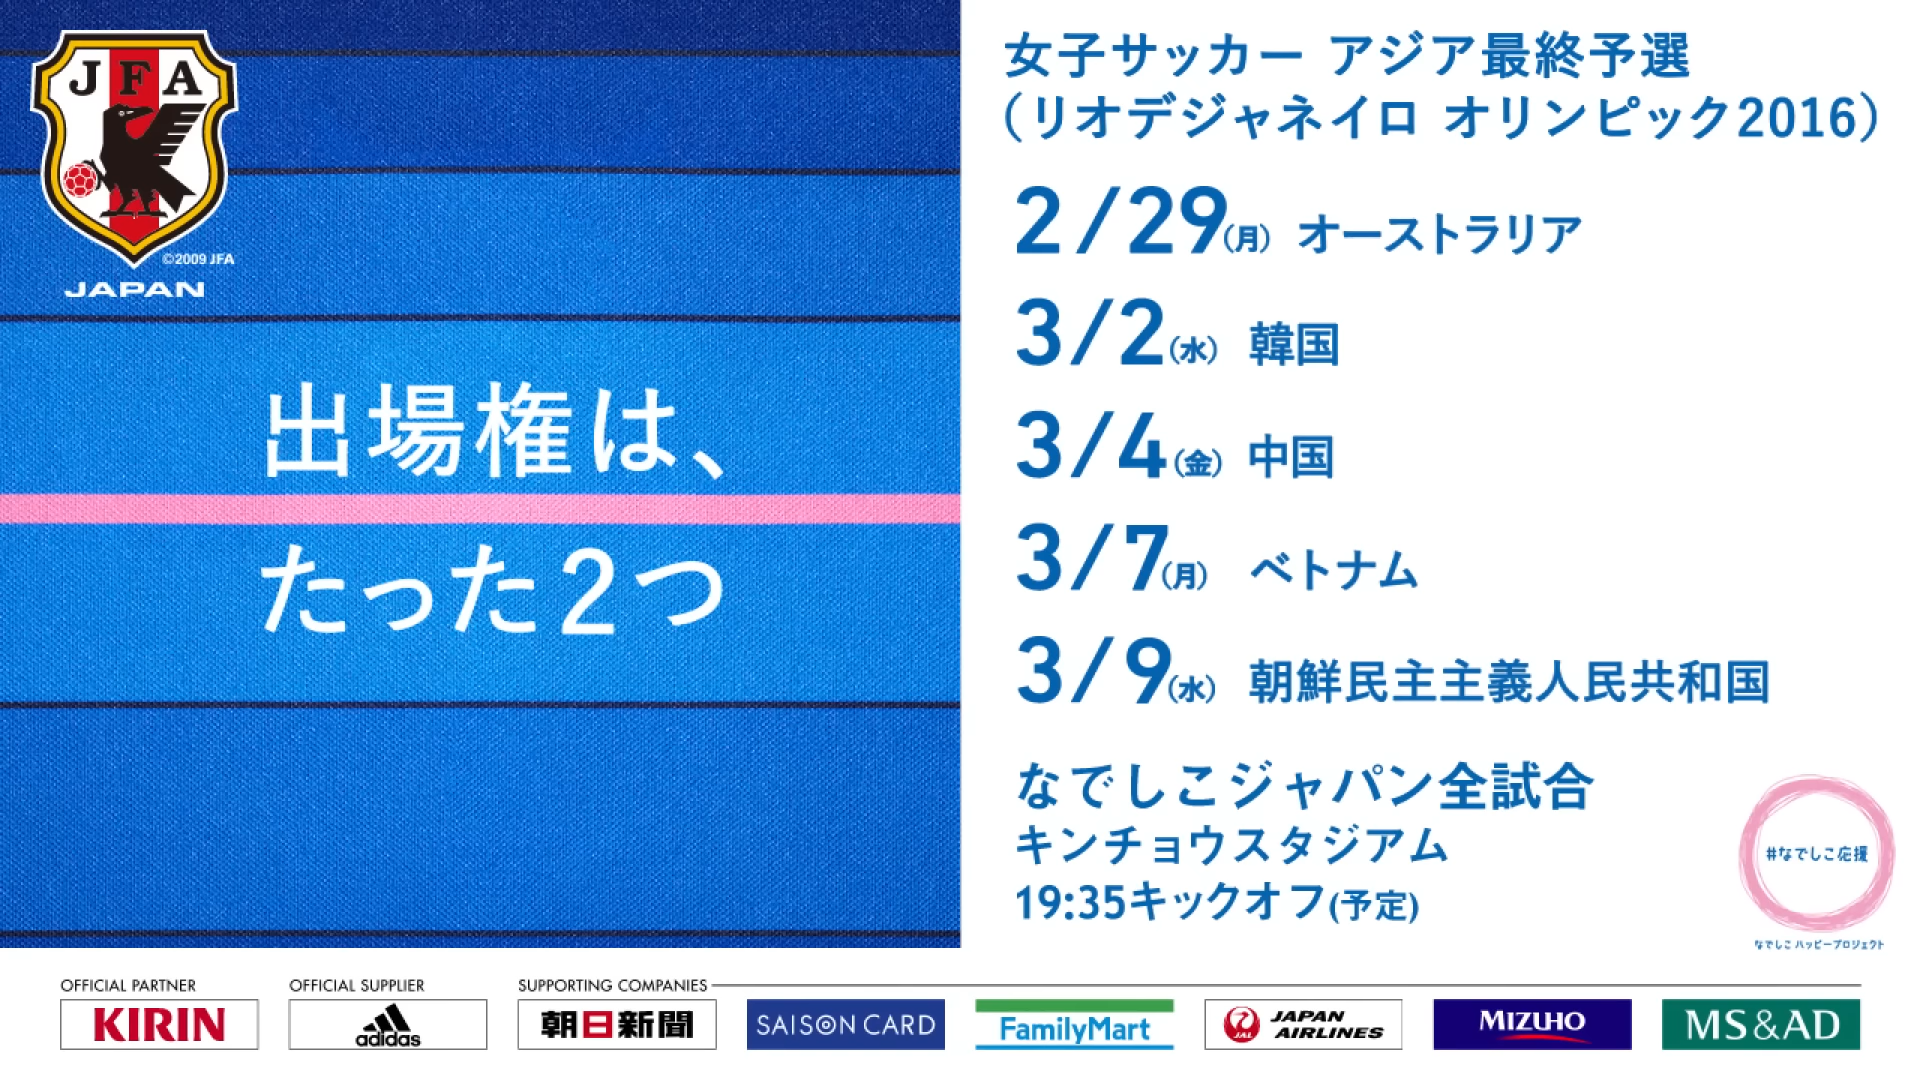 JFA
©2009 JFA
JAPAN
出場権は、
たった2つ
女子サッカー アジア最終予選
（リオデジャネイロ オリンピック2016）
2/29(月) オーストラリア
3/2(水) 韓国
3/4(金) 中国
3/7(月) ベトナム
3/9(水) 朝鮮民主主義人民共和国
なでしこジャパン全試合
キンチョウスタジアム
19:35キックオフ(予定)
#なでしこ応援
なでしこ ハッピープロジェクト
OFFICIAL PARTNER
KIRIN
OFFICIAL SUPPLIER
adidas
SUPPORTING COMPANIES
朝日新聞
SAISON CARD
FamilyMart
JAL
JAPAN
AIRLINES
MIZUHO
MS&AD